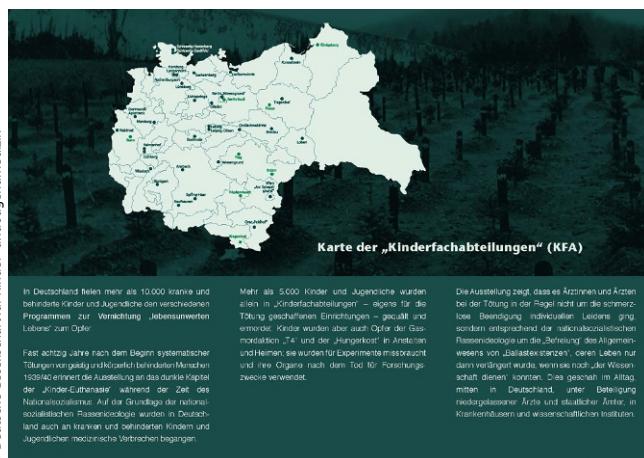 Königsberg
Conradstein
Tiegenhof
Loben
Wiesengrund
Ansbach
Eichberg
Kalmenhof
Lüneburg
Uchtspringe
Karte der „Kinderfachabteilungen“ (KFA)
In Deutschland fielen mehr als 10.000 kranke und
behinderte Kinder und Jugendliche den verschiedenen
Programmen zur Vernichtung „lebensunwerten
Lebens“ zum Opfer.
Fast achtzig Jahre nach dem Beginn systematischer
Tötungen von geistig und körperlich behinderten Menschen
1939/40 erinnert die Ausstellung an das dunkle Kapitel
der „Kinder-Euthanasie“ während der Zeit des
Nationalsozialismus. Auf der Grundlage der national-
sozialistischen Rassenideologie wurden in Deutsch-
land auch an kranken und behinderten Kindern und
Jugendlichen medizinische Verbrechen begangen.
Mehr als 5.000 Kinder und Jugendliche wurden
allein in „Kinderfachabteilungen“ – eigens für die
Tötung geschaffenen Einrichtungen – gequält und
ermordet. Kinder wurden aber auch Opfer der Gas-
mordaktion „T4“ und der „Hungerkost“ in Anstalten
und Heimen; sie wurden für Experimente missbraucht
und ihre Organe nach dem Tod für Forschungs-
zwecke verwendet.
Die Ausstellung zeigt, dass es Ärztinnen und Ärzten
bei der Tötung in der Regel nicht um die schmerz-
lose Beendigung individuellen Leidens ging,
sondern entsprechend der nationalsozialistischen
Rassenideologie um die „Befreiung“ des Allgemein-
wesens von „Ballastexistenzen“, deren Leben nur
dann verlängert wurde, wenn sie noch „der Wissen-
schaft dienen“ konnten. Dies geschah im Alltag,
mitten in Deutschland, unter Beteiligung
niedergelassener Ärzte und staatlicher Ämter, in
Krankenhäusern und wissenschaftlichen Instituten.